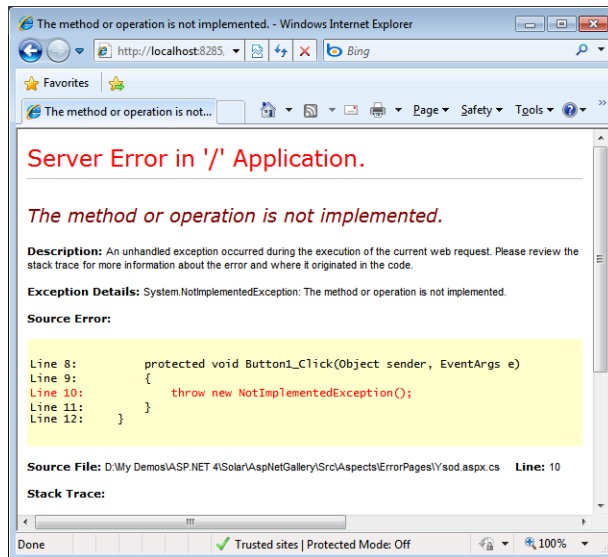 The method or operation is not implemented. - Windows Internet Explorer
http://localhost:8285,
Bing
Favorites
The method or operation is not...
Page
Safety
Tools
»
Server Error in '/' Application.
The method or operation is not implemented.
Description: An unhandled exception occurred during the execution of the current web request. Please review the
stack trace for more information about the error and where it originated in the code.
Exception Details: System.NotImplementedException: The method or operation is not implemented.
Source Error:
Line 8:         protected void Button1_Click(Object sender, EventArgs e)
Line 9:         {
Line 10:            throw new NotImplementedException();
Line 11:        }
Line 12:    }
Source File: D:\My Demos\ASP.NET 4\Solar\AspNetGallery\Src\Aspects\ErrorPages\Ysod.aspx.cs    Line: 10
Stack Trace:
Done
Trusted sites | Protected Mode: Off
100%